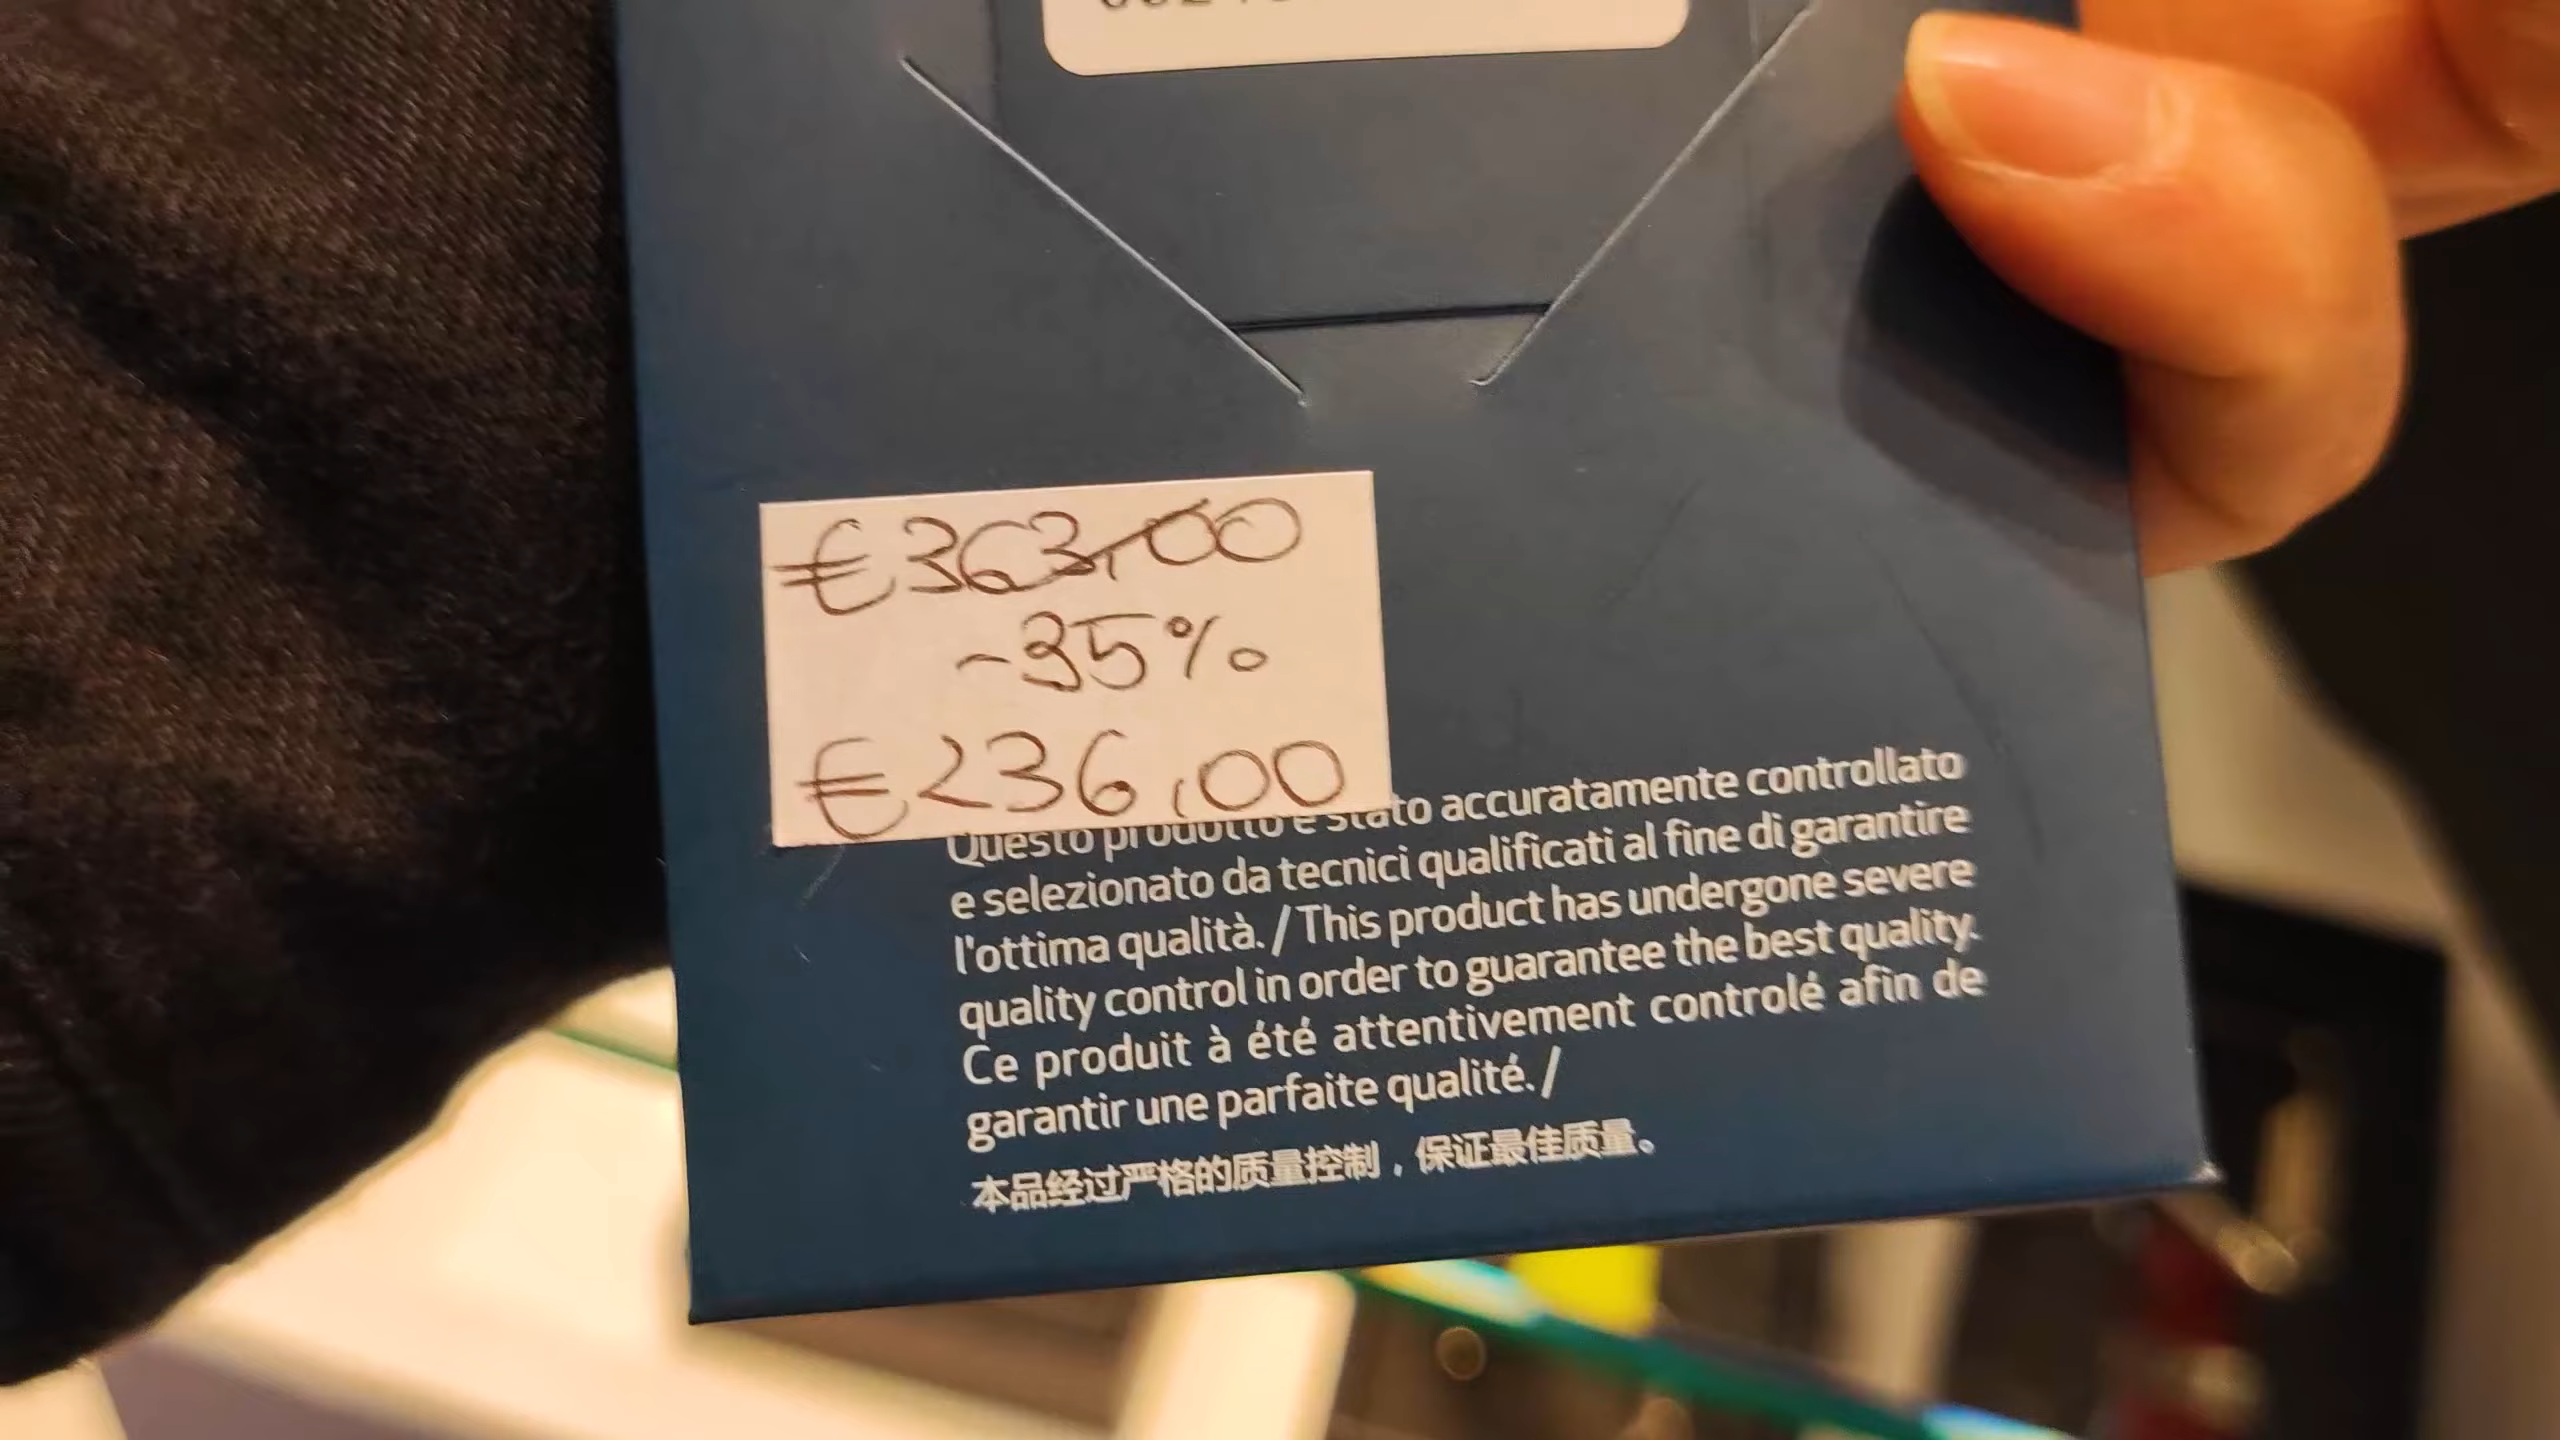 €363,00
-35%
€236,00
Questo prodotto è stato accuratamente controllato
e selezionato da tecnici qualificati al fine di garantire
l'ottima qualità. / This product has undergone severe
quality control in order to guarantee the best quality.
Ce produit à été attentivement controlé afin de
garantir une parfaite qualité. /
本品经过严格的质量控制，保证最佳质量。